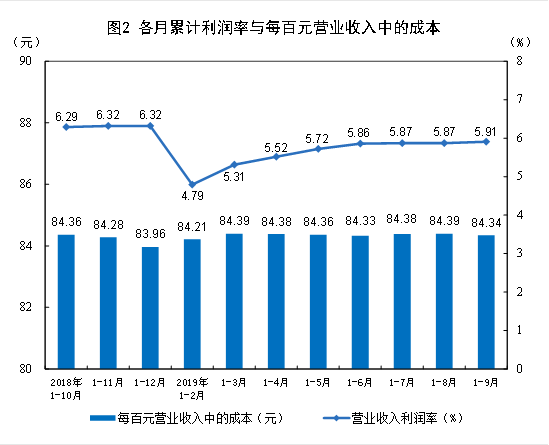 图2 各月累计利润率与每百元营业收入中的成本
（元） （%）
90 8
88 7
86 6
84 5
82 4
80 3
2
1
0
6.29 6.32 6.32 4.79 5.31 5.52 5.72 5.86 5.87 5.87 5.91
84.36 84.28 83.96 84.21 84.39 84.38 84.36 84.33 84.38 84.39 84.34
2018年 1-11月 1-12月 2019年 1-3月 1-4月 1-5月 1-6月 1-7月 1-8月 1-9月
1-10月 1-2月
每百元营业收入中的成本（元） 营业收入利润率（%）